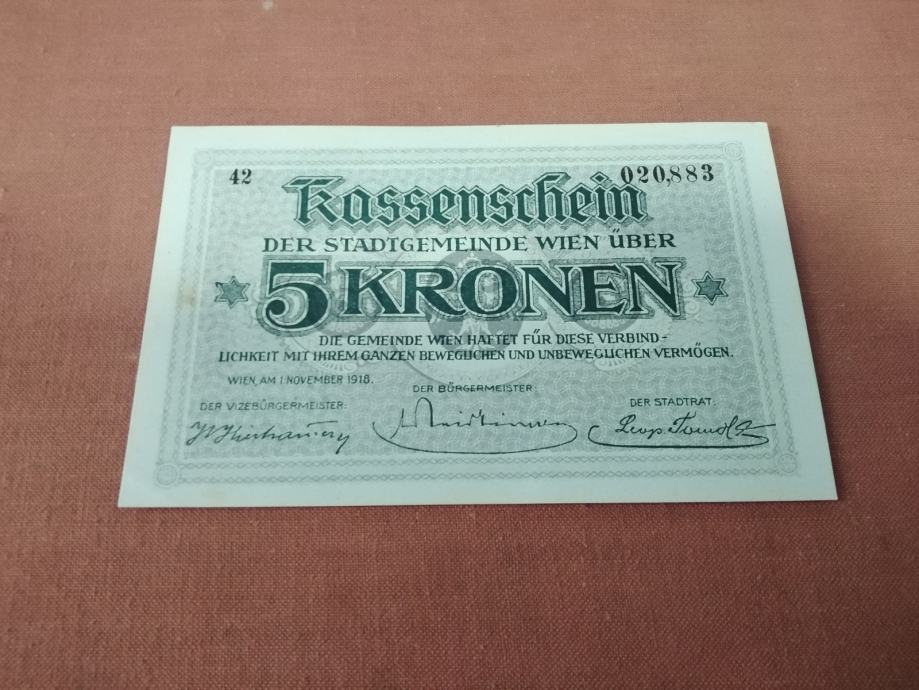 42 020,883
Kassenschein
DER STADTGEMEINDE WIEN ÜBER
5 KRONEN
DIE GEMEINDE WIEN HAFTET FÜR DIESE VERBIND-
LICHKEIT MIT IHREM GANZEN BEWEGLICHEN UND UNBEWEGLICHEN VERMÖGEN.
WIEN, AM 1 NOVEMBER 1918.
DER VIZEBÜRGERMEISTER: DER BÜRGERMEISTER: DER STADTRAT: